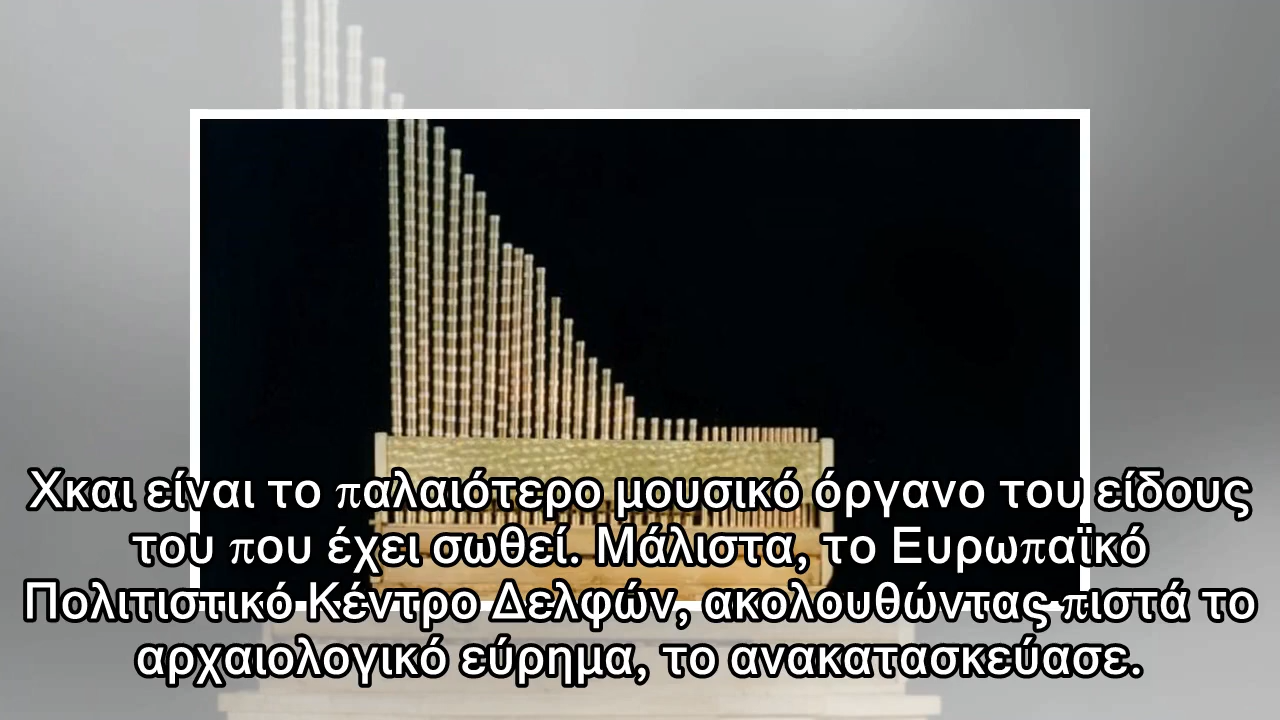 Χκαι είναι το παλαιότερο μουσικό όργανο του είδους
του που έχει σωθεί. Μάλιστα, το Ευρωπαϊκό
Πολιτιστικό Κέντρο Δελφών, ακολουθώντας πιστά το
αρχαιολογικό εύρημα, το ανακατασκεύασε.